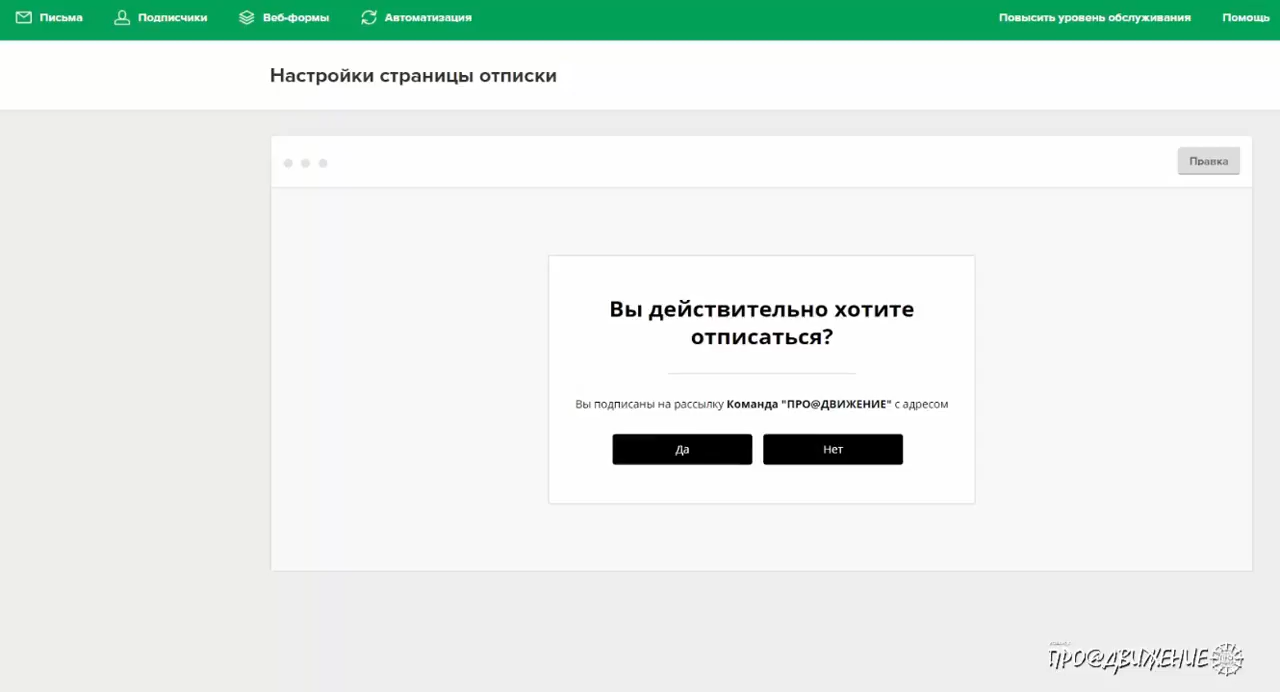 Письма Подписчики Веб-формы Автоматизация Повысить уровень обслуживания Помощь
Настройки страницы отписки
Правка
Вы действительно хотите
отписаться?
Вы подписаны на рассылку Команда "ПРО@ДВИЖЕНИЕ" с адресом
Да Нет
ПРО@ДВИЖЕНИЕ